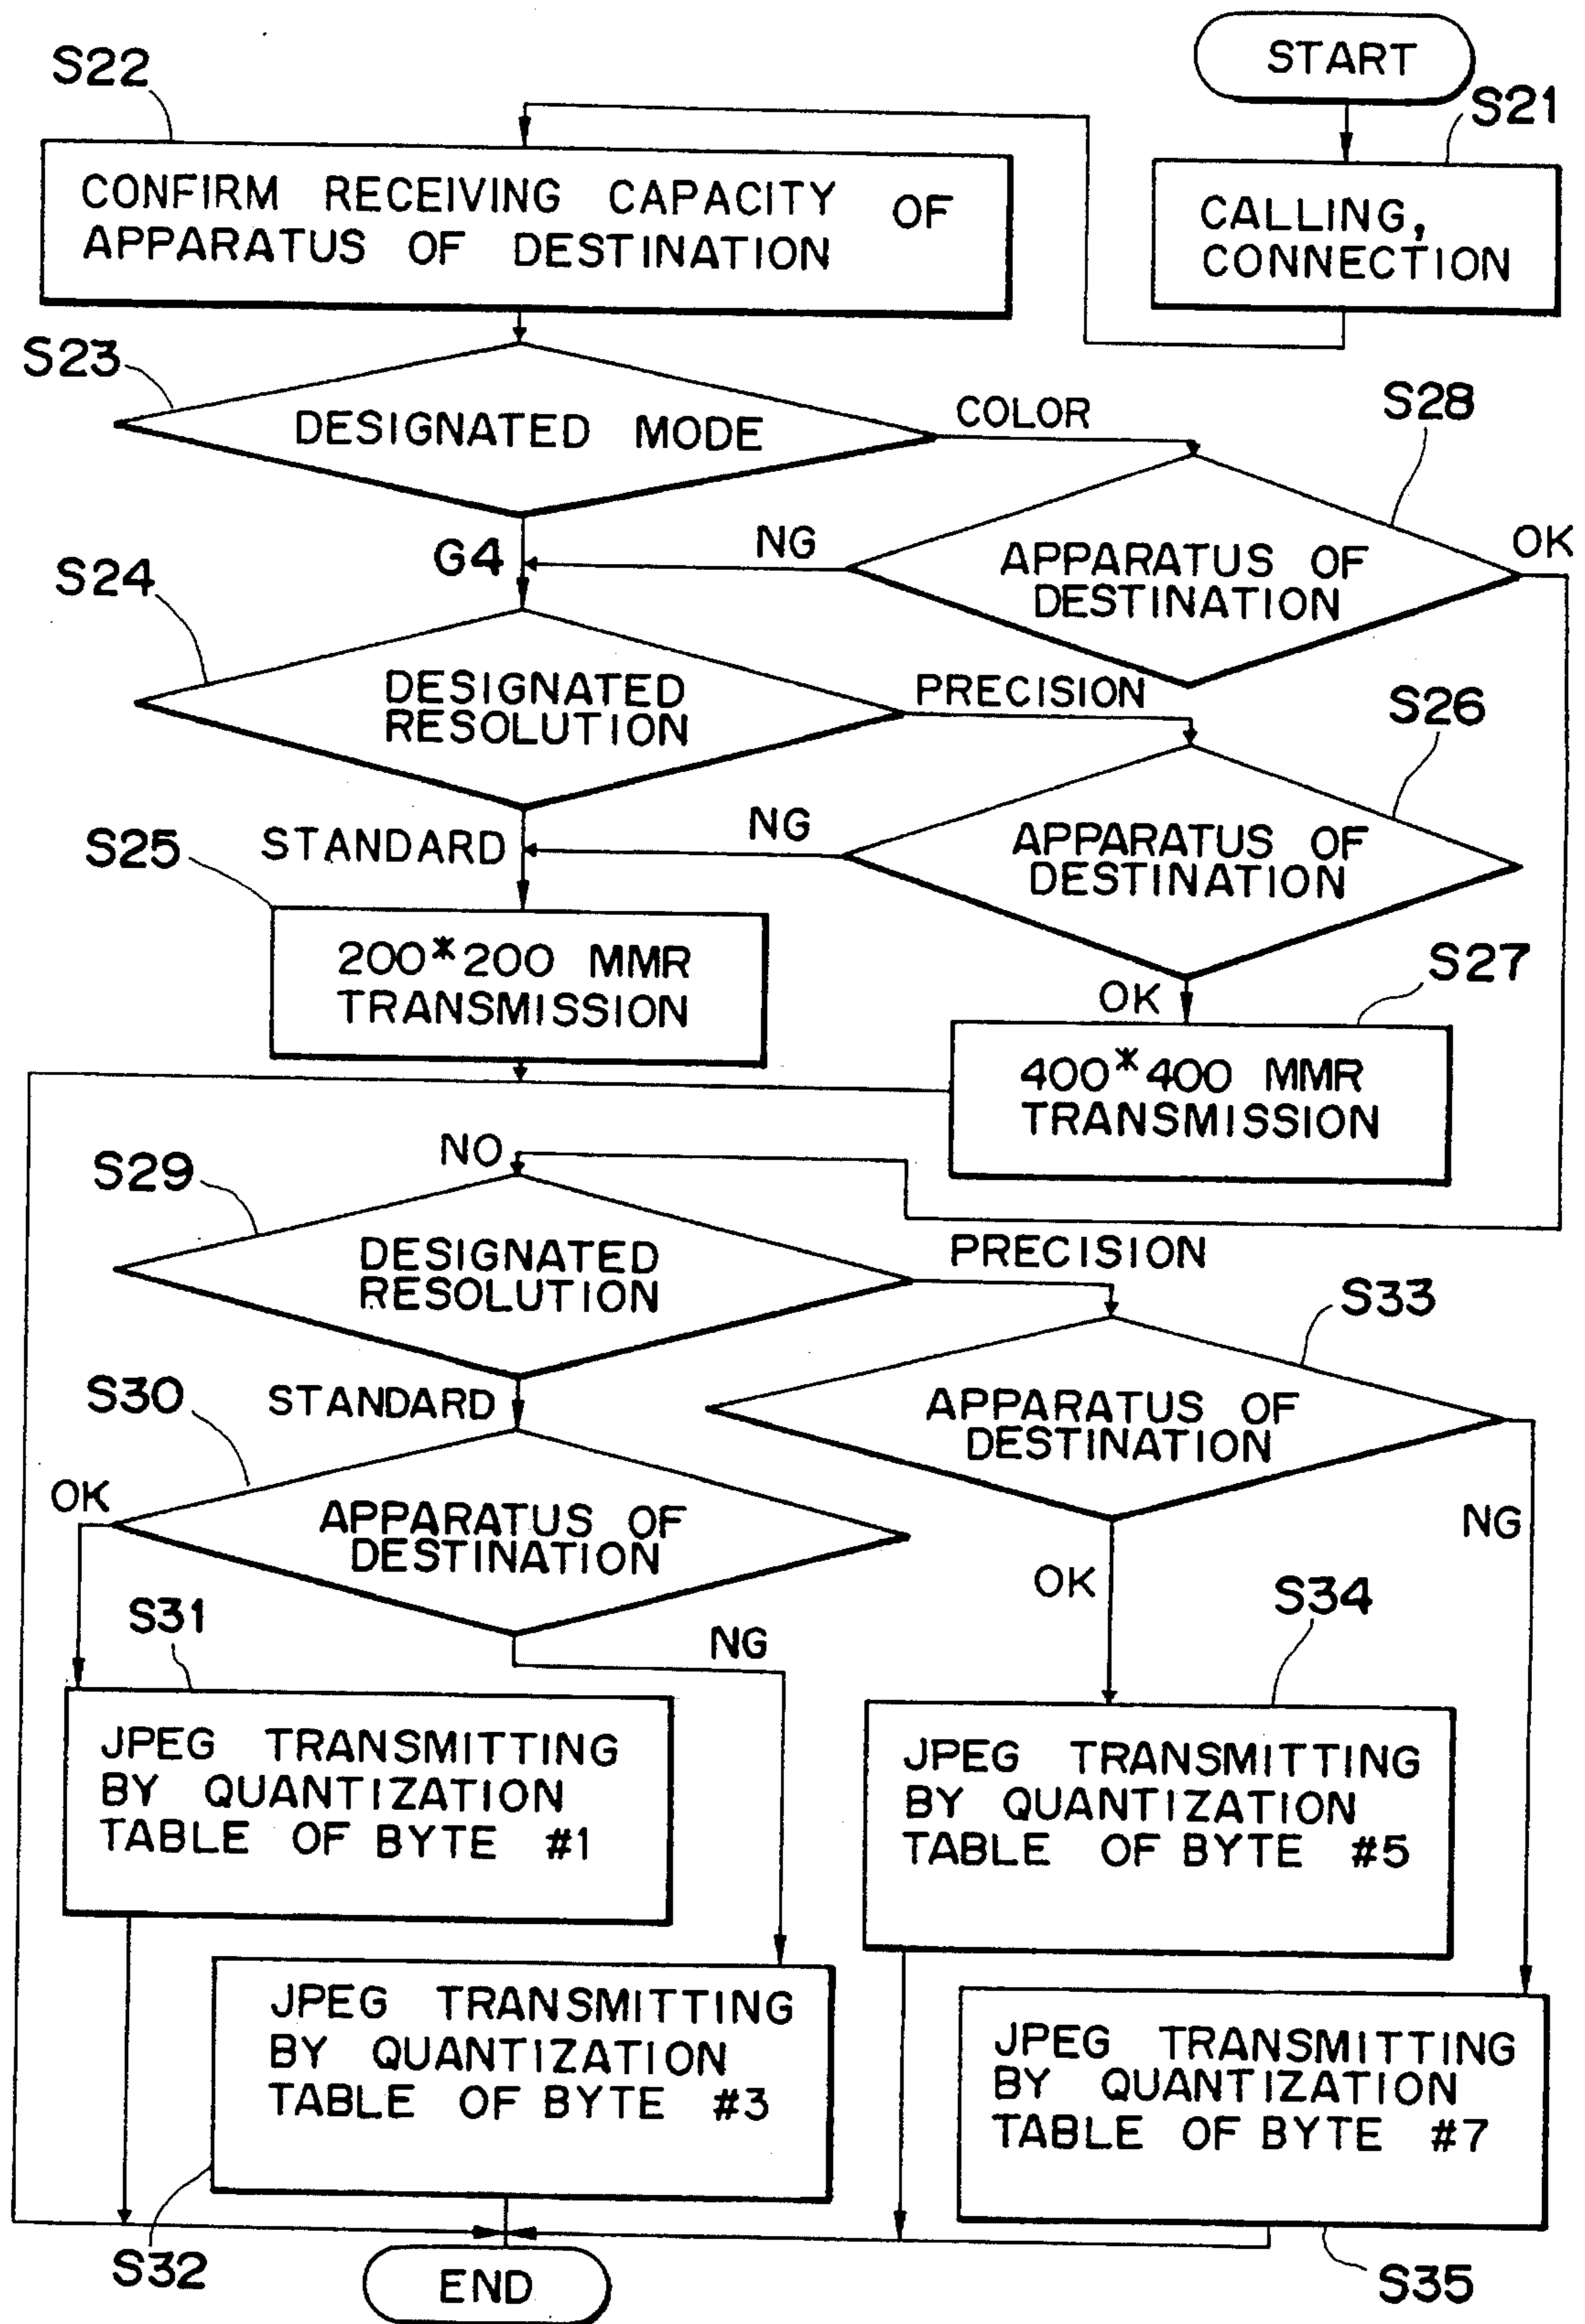 START
S21
CALLING,
CONNECTION
S22
CONFIRM RECEIVING CAPACITY OF
APPARATUS OF DESTINATION
S23
DESIGNATED MODE
COLOR
G4
S28
APPARATUS OF
DESTINATION
NG
OK
S24
DESIGNATED
RESOLUTION
PRECISION
STANDARD
S26
APPARATUS OF
DESTINATION
NG
OK
S25
200*200 MMR
TRANSMISSION
S27
400*400 MMR
TRANSMISSION
NO
S29
DESIGNATED
RESOLUTION
PRECISION
STANDARD
S33
APPARATUS OF
DESTINATION
OK
NG
S30
APPARATUS OF
DESTINATION
OK
NG
S31
JPEG TRANSMITTING
BY QUANTIZATION
TABLE OF BYTE #1
S34
JPEG TRANSMITTING
BY QUANTIZATION
TABLE OF BYTE #5
JPEG TRANSMITTING
BY QUANTIZATION
TABLE OF BYTE #3
S32
JPEG TRANSMITTING
BY QUANTIZATION
TABLE OF BYTE #7
S35
END